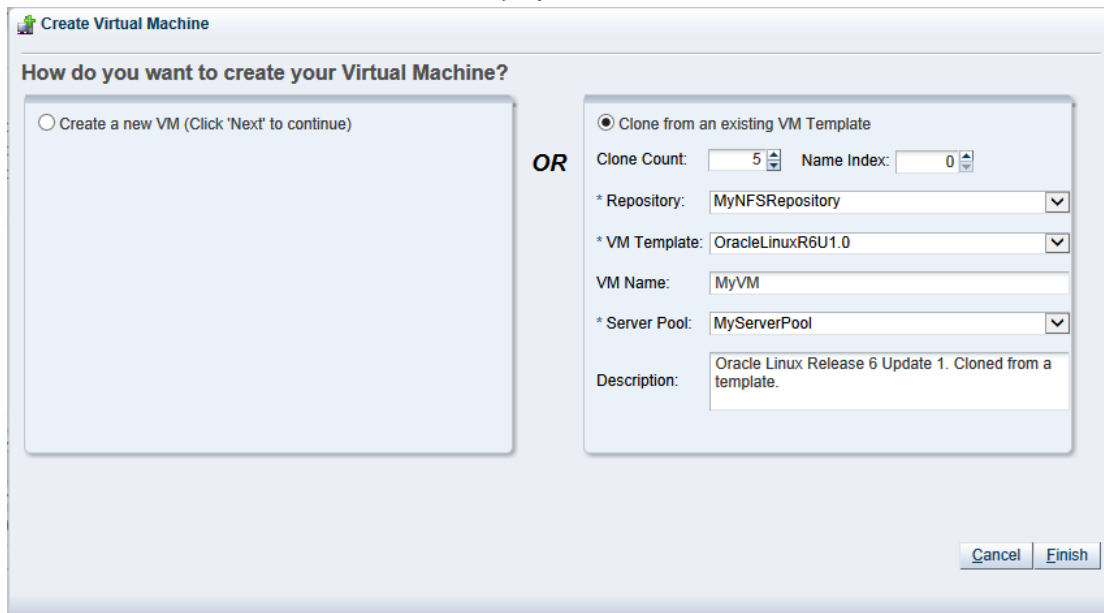 Create Virtual Machine
How do you want to create your Virtual Machine?
Create a new VM (Click 'Next' to continue)
OR
Clone from an existing VM Template
Clone Count: 5 Name Index: 0
* Repository: MyNFSRepository
* VM Template: OracleLinuxR6U1.0
VM Name: MyVM
* Server Pool: MyServerPool
Description: Oracle Linux Release 6 Update 1. Cloned from a
template.
Cancel Finish